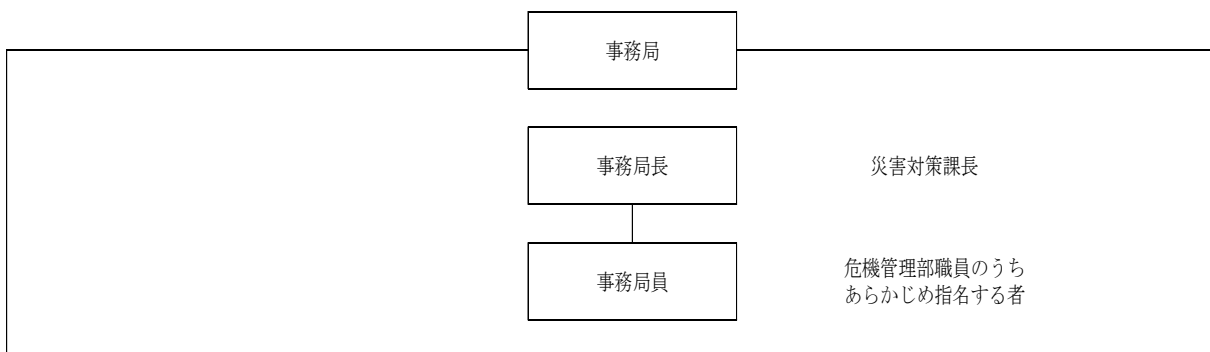 事務局
事務局長
災害対策課長
事務局員
危機管理部職員のうち
あらかじめ指名する者